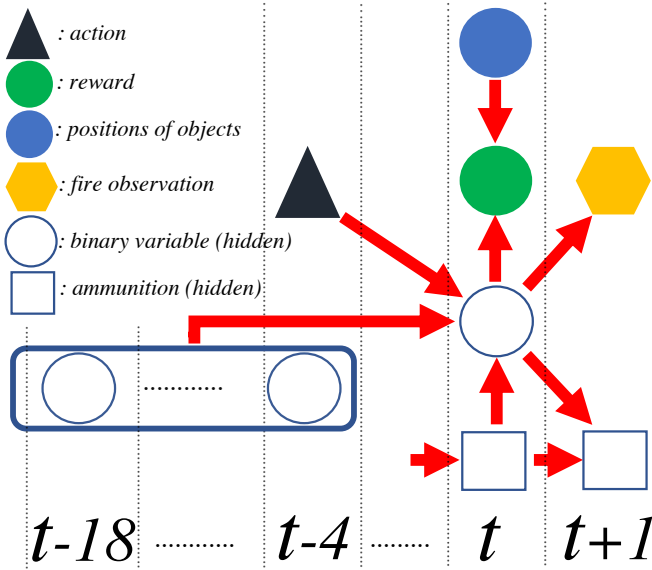 : action
: reward
: positions of objects
: fire observation
: binary variable (hidden)
: ammunition (hidden)
............
t-18 ............ t-4 ......... t t+1